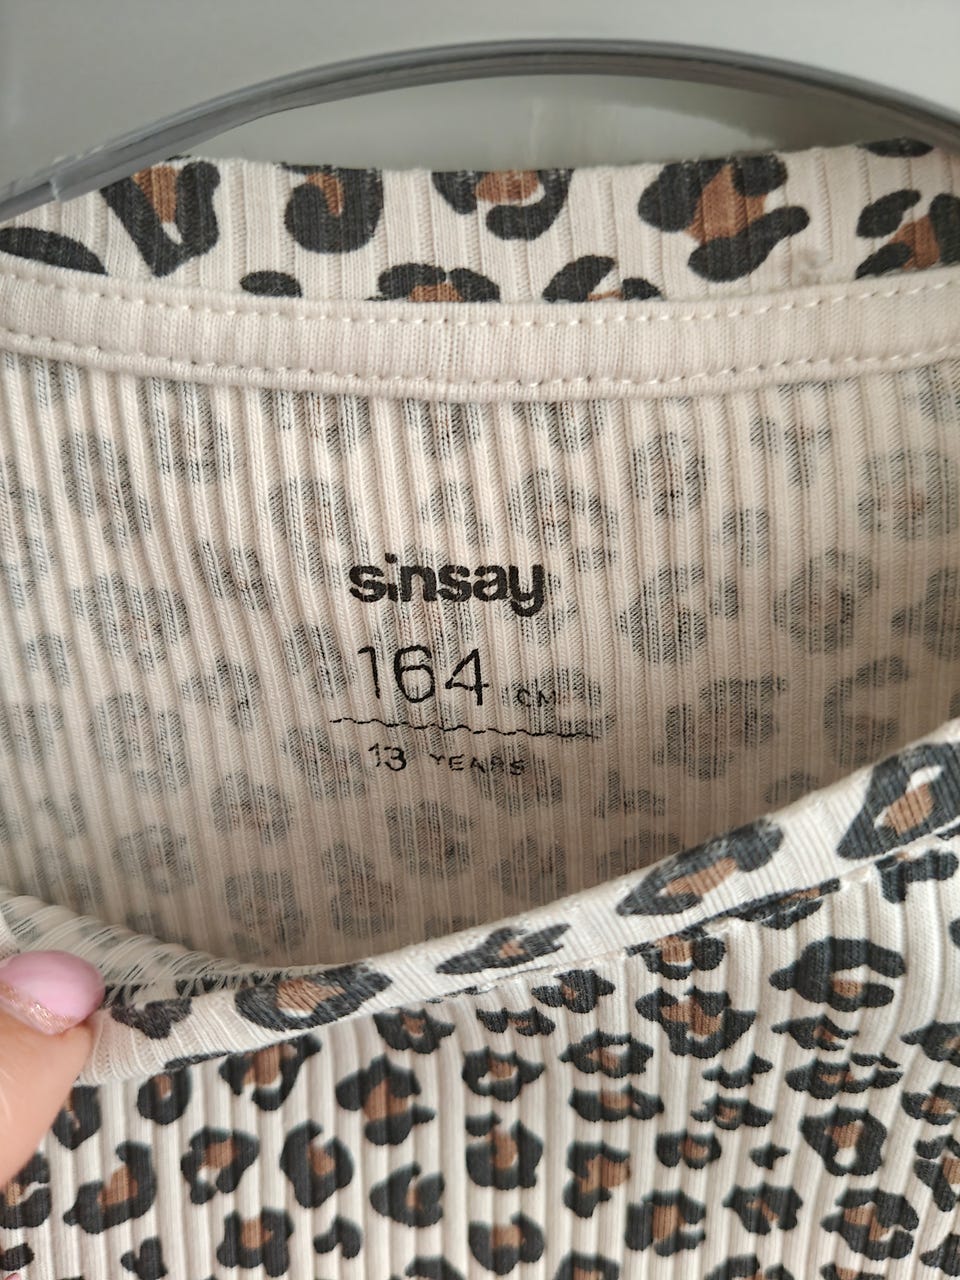 sinsay
164 CM
13 YEARS